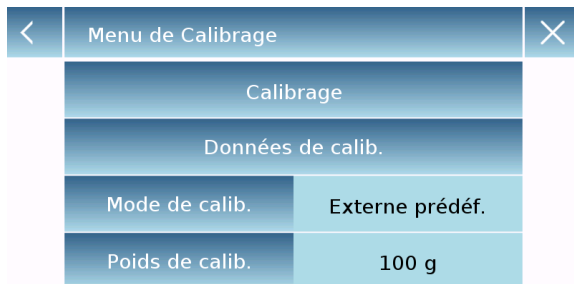 Menu de Calibrage
Calibrage
Données de calib.
Mode de calib. Externe prédéf.
Poids de calib. 100 g